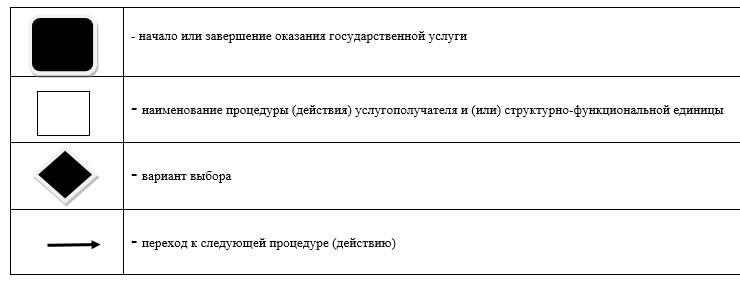 - начало или завершение оказания государственной услуги
- наименование процедуры (действия) услугополучателя и (или) структурно-функциональной единицы
- вариант выбора
- переход к следующей процедуре (действию)